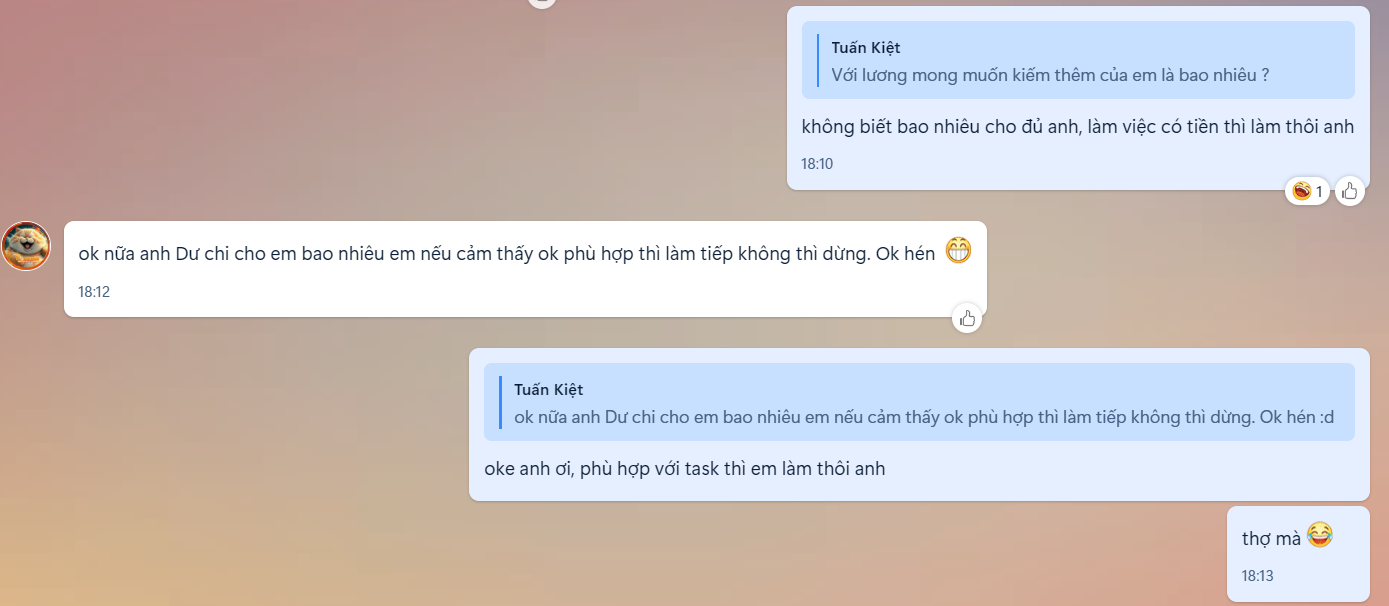 Tuấn Kiệt
Với lương mong muốn kiếm thêm của em là bao nhiêu ?
không biết bao nhiêu cho đủ anh, làm việc có tiền thì làm thôi anh
18:10
1
ok nữa anh Dư chi cho em bao nhiêu em nếu cảm thấy ok phù hợp thì làm tiếp không thì dừng. Ok hén
18:12
Tuấn Kiệt
ok nữa anh Dư chi cho em bao nhiêu em nếu cảm thấy ok phù hợp thì làm tiếp không thì dừng. Ok hén :d
oke anh ơi, phù hợp với task thì em làm thôi anh
thợ mà
18:13